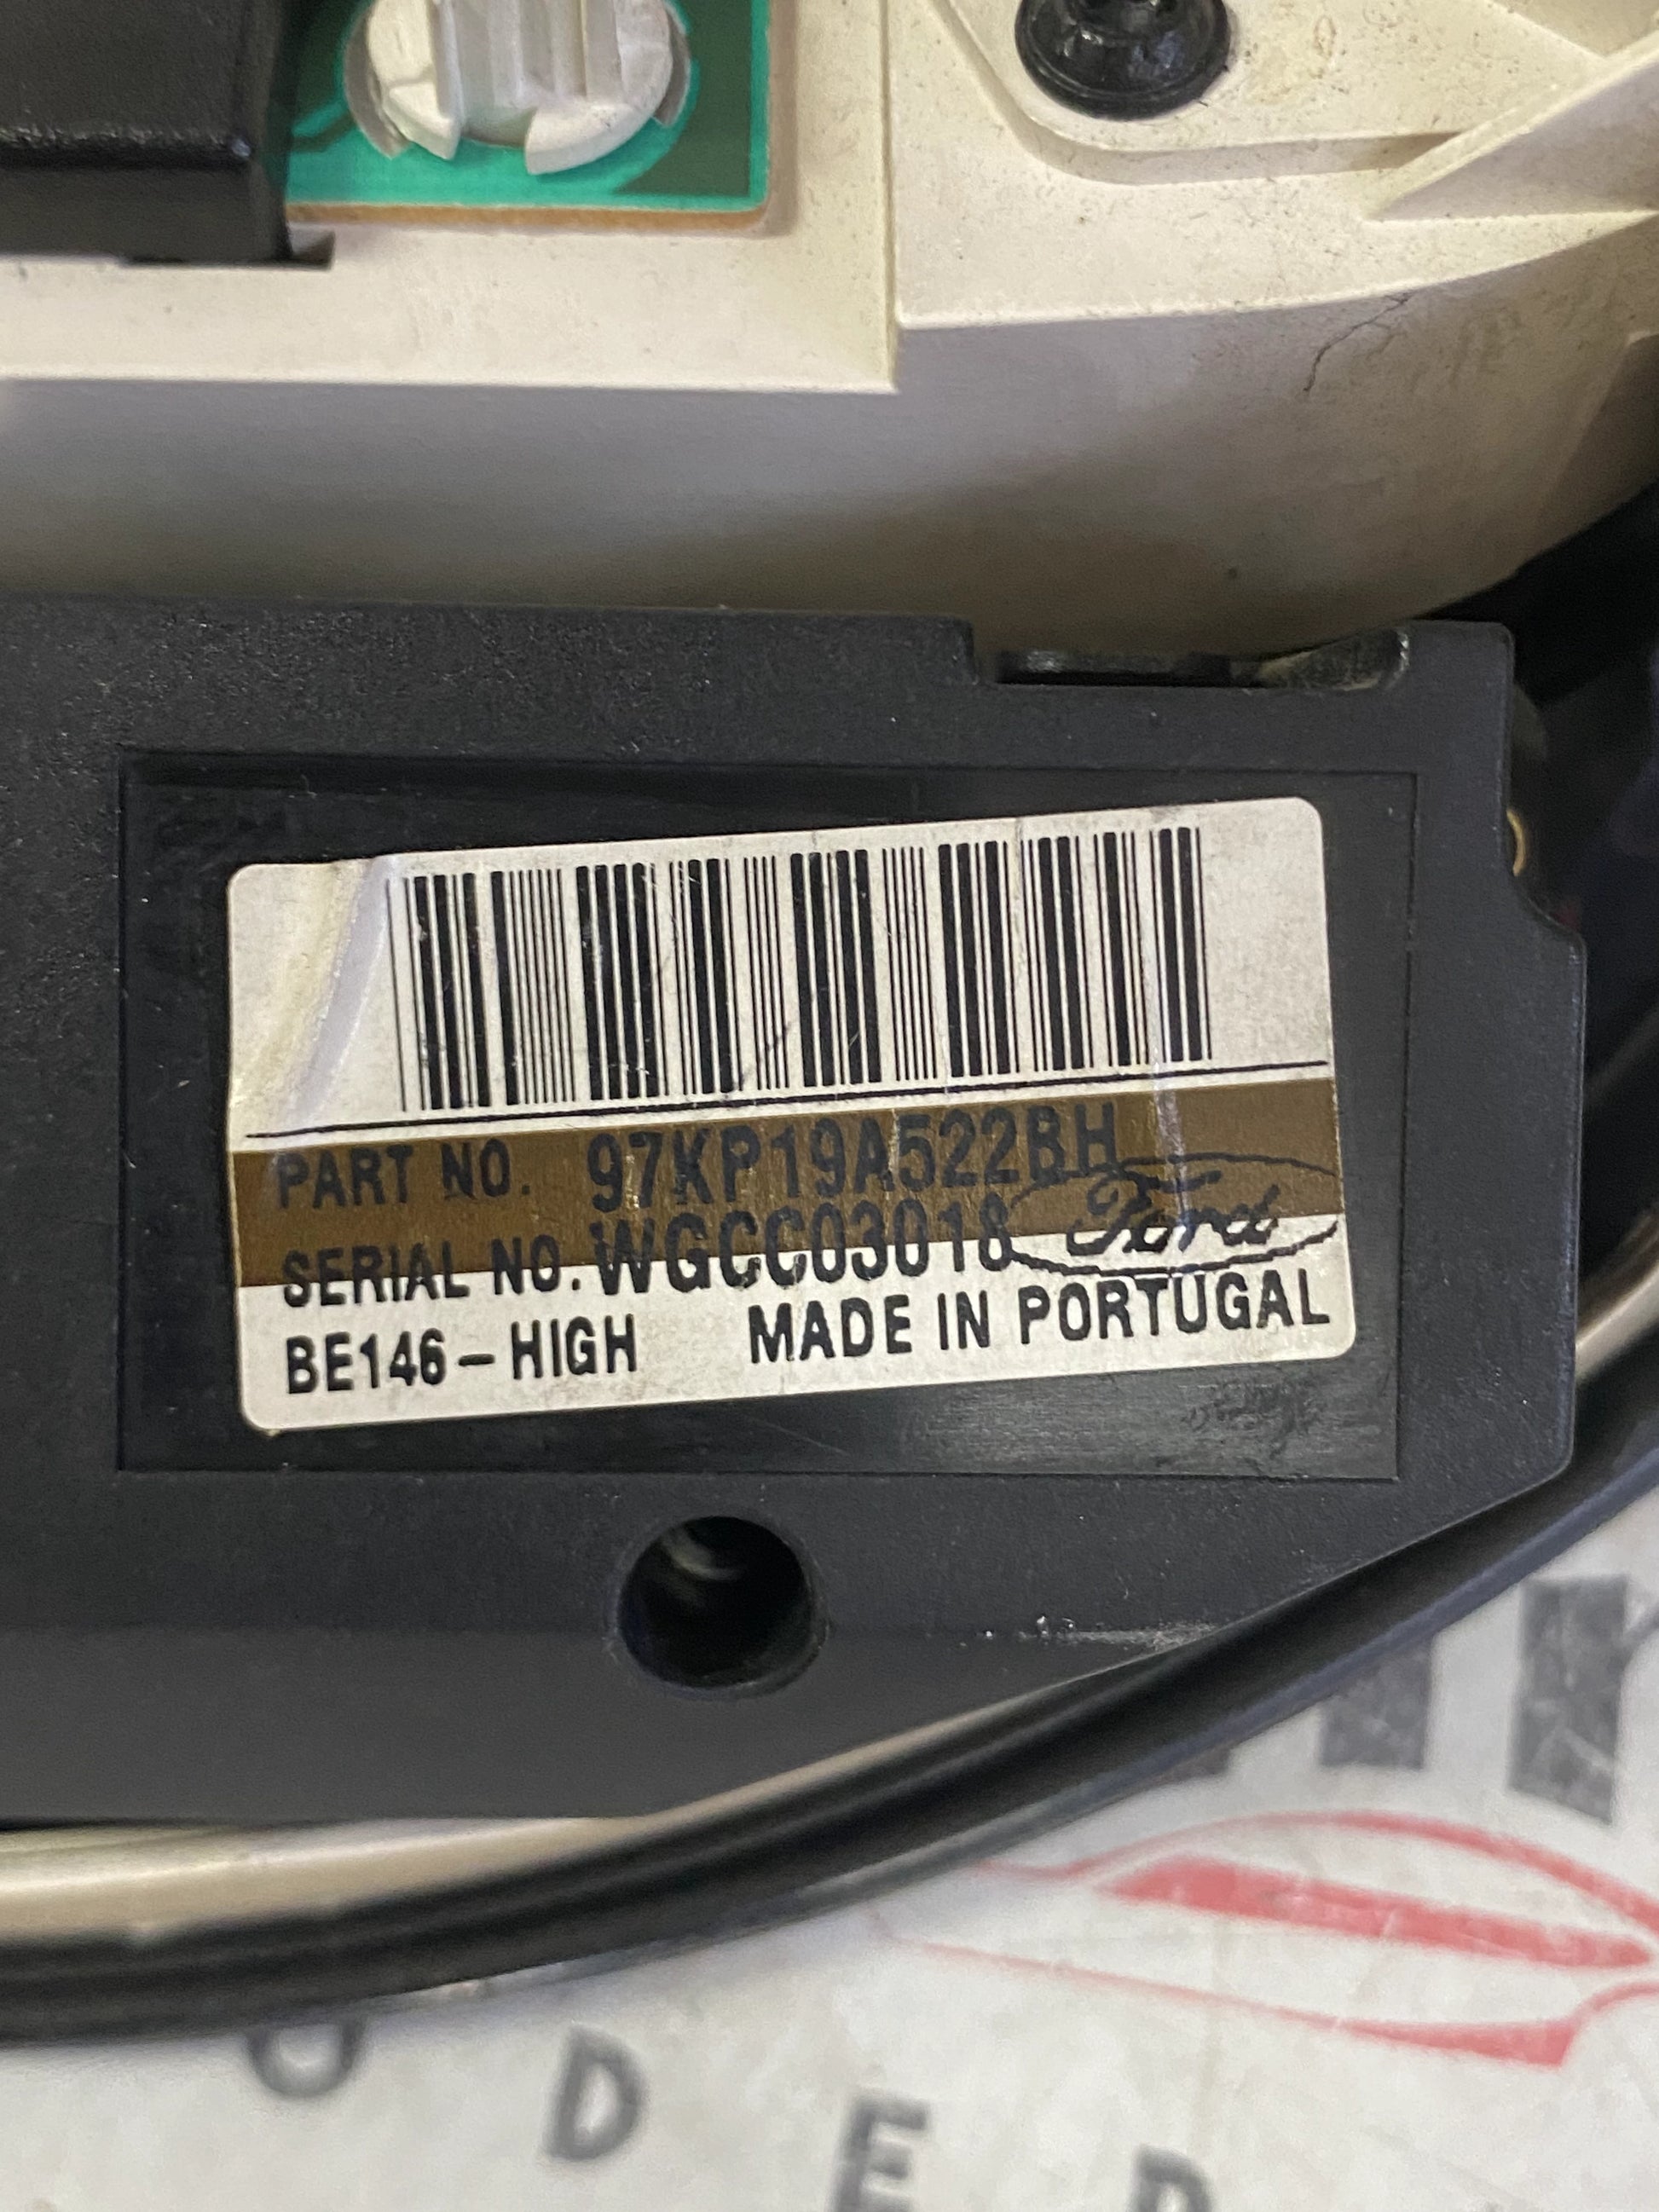 PART NO. 97KP19A522BH
SERIAL NO. WGCC03018 Ford
BE146-HIGH MADE IN PORTUGAL